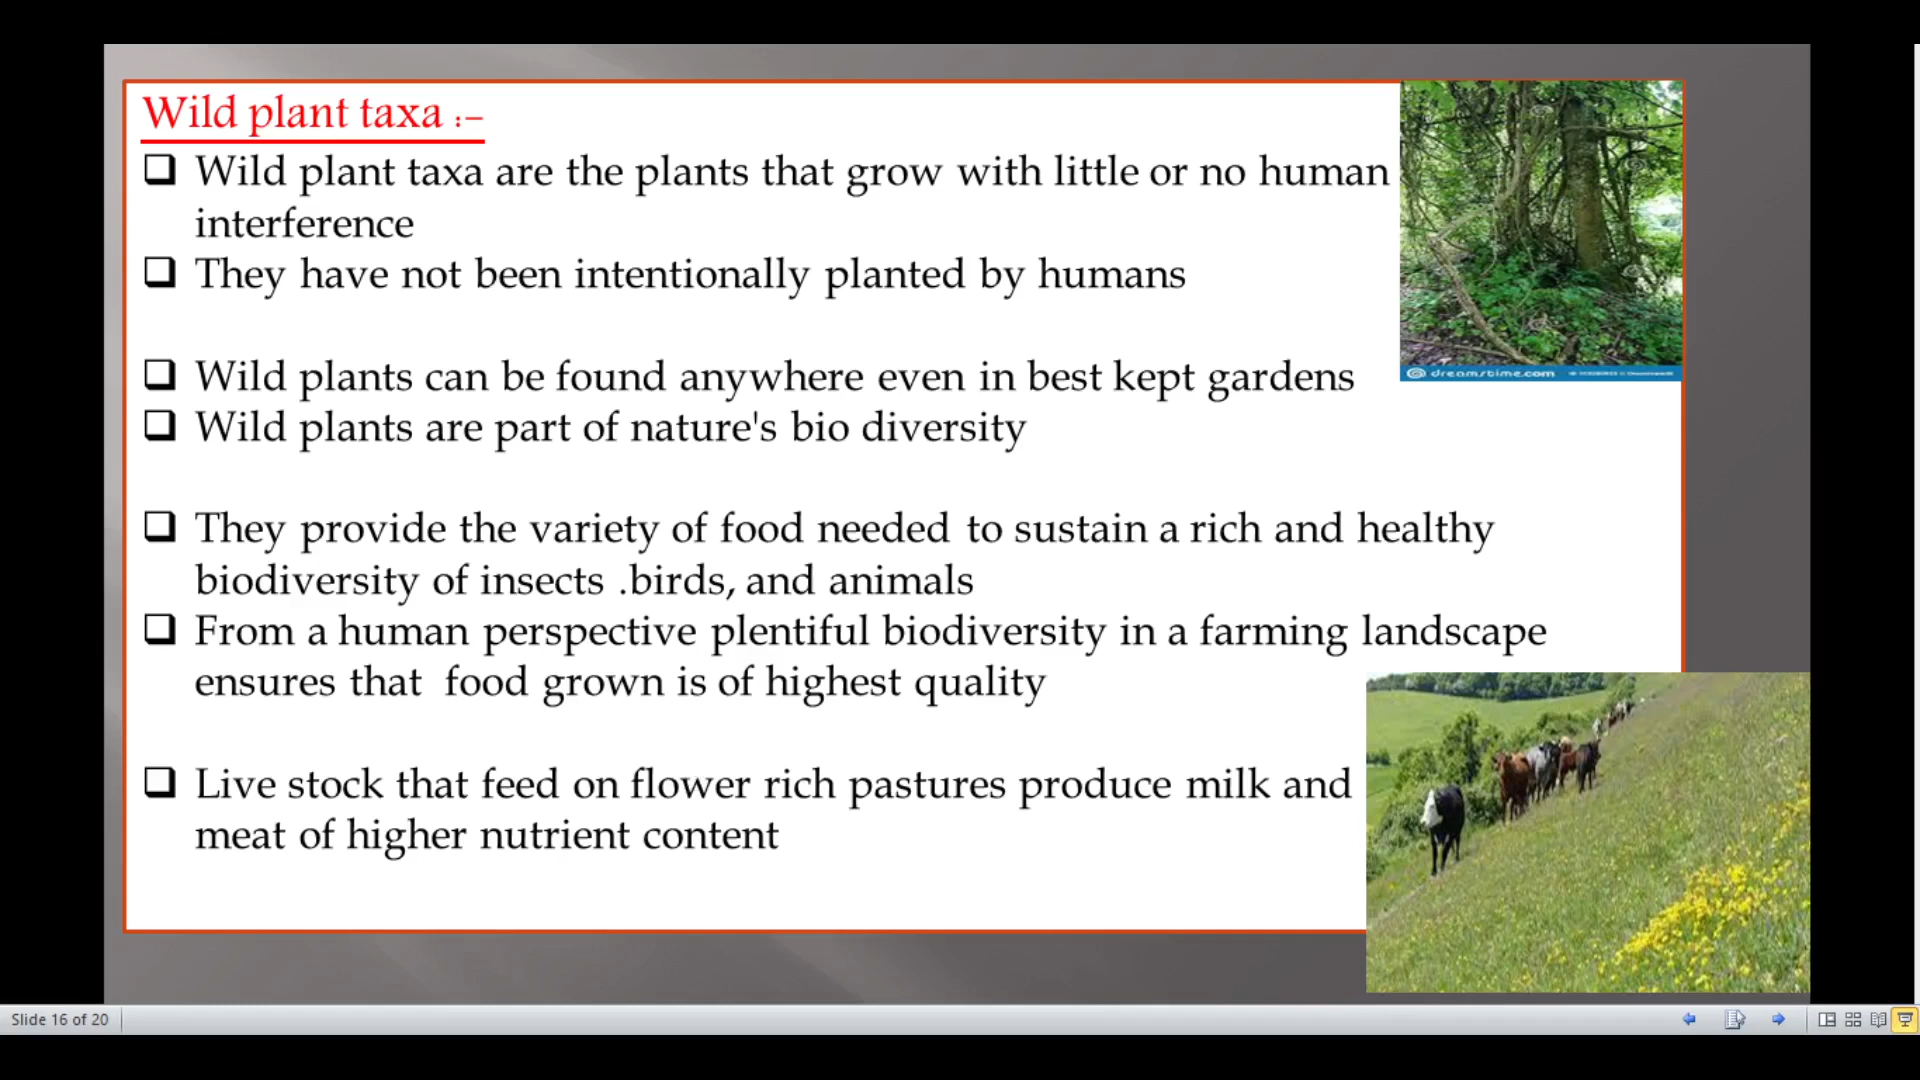 Wild plant taxa :-
Wild plant taxa are the plants that grow with little or no human
interference
They have not been intentionally planted by humans
Wild plants can be found anywhere even in best kept gardens
Wild plants are part of nature's bio diversity
They provide the variety of food needed to sustain a rich and healthy
biodiversity of insects .birds, and animals
From a human perspective plentiful biodiversity in a farming landscape
ensures that  food grown is of highest quality
Live stock that feed on flower rich pastures produce milk and
meat of higher nutrient content
dreamstime.com
Slide 16 of 20